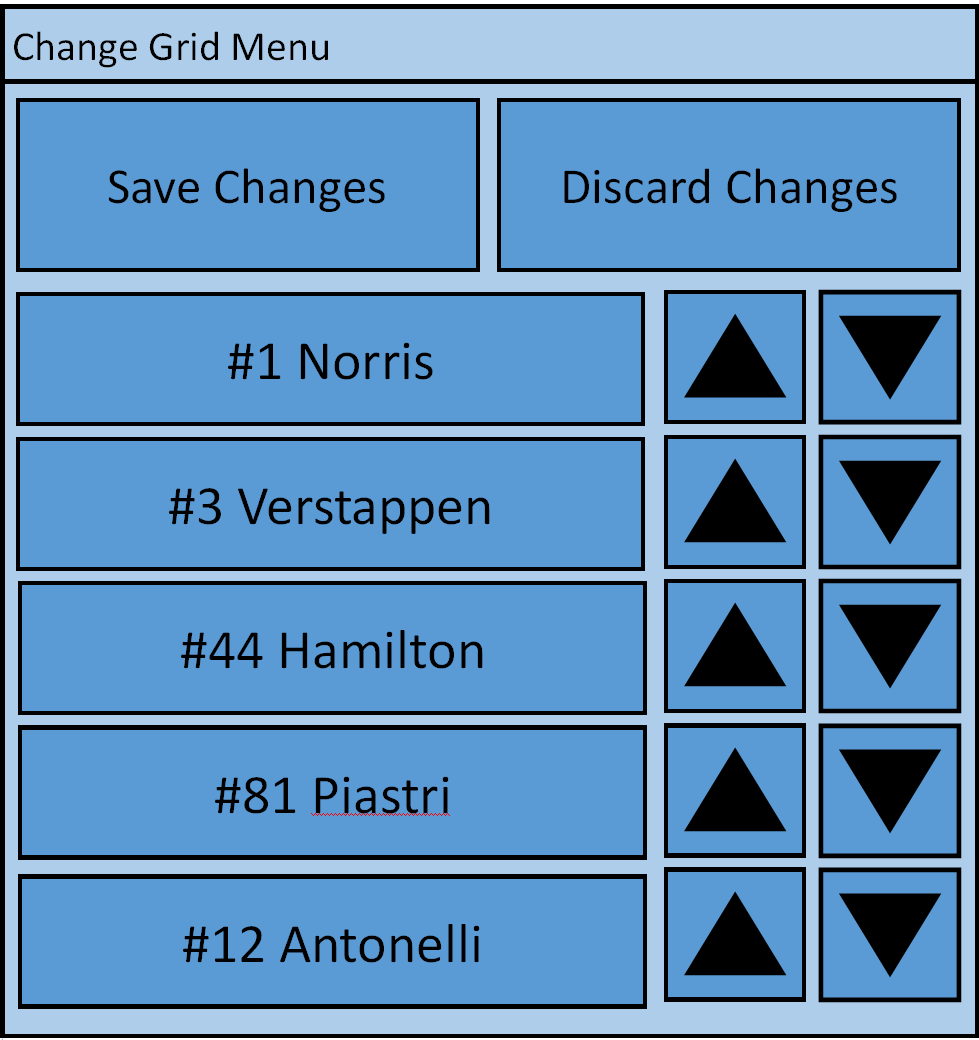 Change Grid Menu
Save Changes
Discard Changes
#1 Norris
#3 Verstappen
#44 Hamilton
#81 Piastri
#12 Antonelli